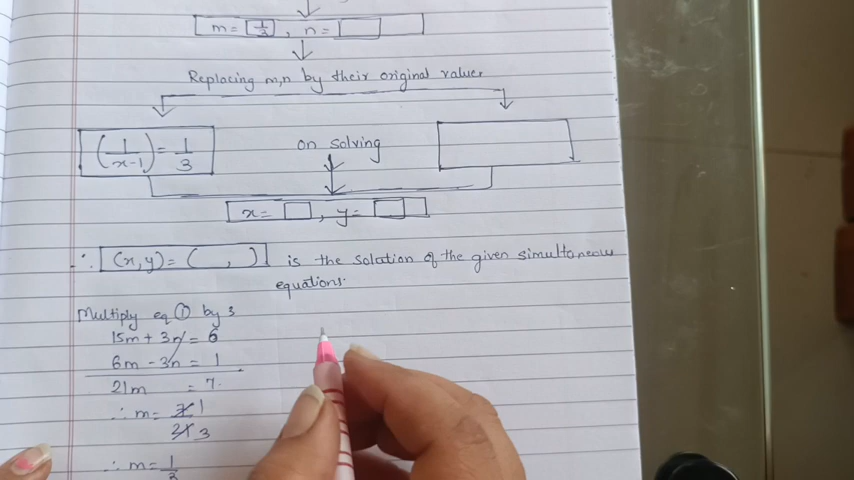 m = 1/3 , n =
Replacing m,n by their original values
(1/(x-1)) = 1/3 on solving
x = , y =
∴ (x,y) = ( , ) is the solution of the given simultaneous
equations.
Multiply eq ① by 3
15m + 3n = 6
6m - 3n = 1
21m = 7
∴ m = 7 1
21 3
∴ m = 1/3